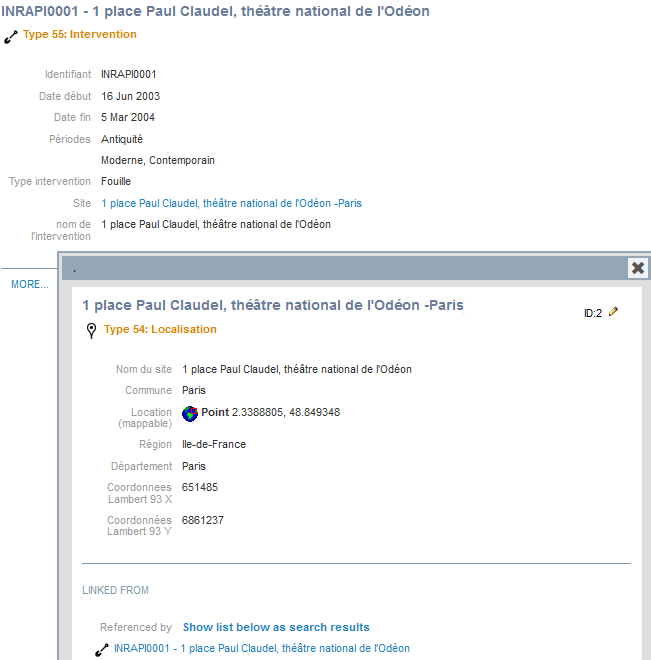 INRAPI0001 - 1 place Paul Claudel, théâtre national de l'Odéon
Type 55: Intervention
Identifiant INRAPI0001
Date début 16 Jun 2003
Date fin 5 Mar 2004
Périodes Antiquité
Moderne, Contemporain
Type intervention Fouille
Site 1 place Paul Claudel, théâtre national de l'Odéon -Paris
nom de 1 place Paul Claudel, théâtre national de l'Odéon
l'intervention
MORE...
.
1 place Paul Claudel, théâtre national de l'Odéon -Paris
ID:2
Type 54: Localisation
Nom du site 1 place Paul Claudel, théâtre national de l'Odéon
Commune Paris
Location Point 2.3388805, 48.849348
(mappable)
Région Ile-de-France
Département Paris
Coordonnees 651485
Lambert 93 X
Coordonnées 6861237
Lambert 93 Y
LINKED FROM
Referenced by Show list below as search results
INRAPI0001 - 1 place Paul Claudel, théâtre national de l'Odéon